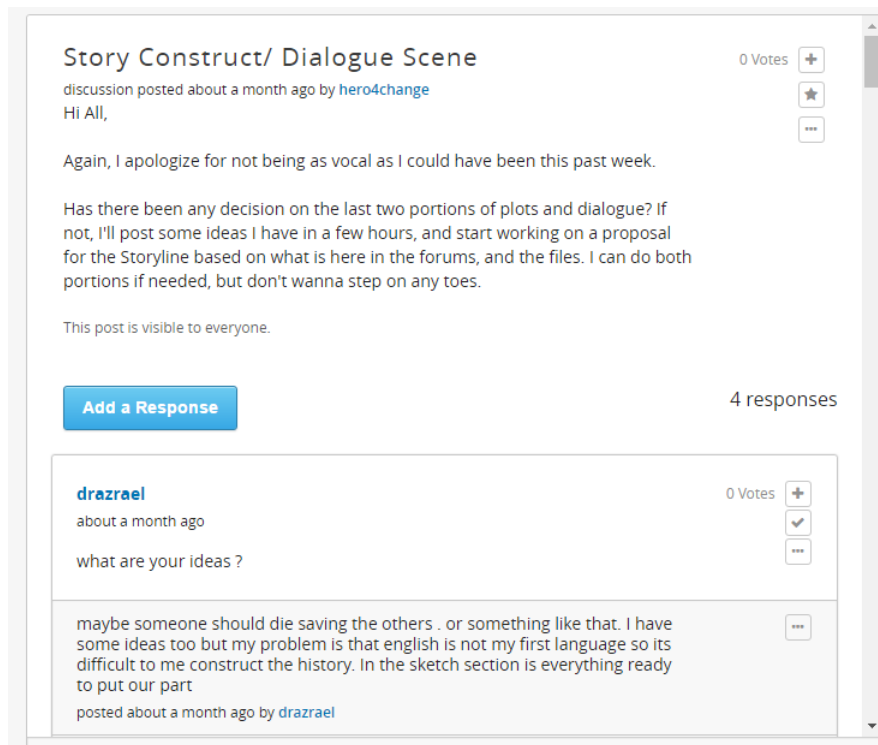 Story Construct/ Dialogue Scene
0 Votes
discussion posted about a month ago by hero4change
Hi All,
Again, I apologize for not being as vocal as I could have been this past week.
Has there been any decision on the last two portions of plots and dialogue? If
not, I'll post some ideas I have in a few hours, and start working on a proposal
for the Storyline based on what is here in the forums, and the files. I can do both
portions if needed, but don't wanna step on any toes.
This post is visible to everyone.
Add a Response
4 responses
drazrael
0 Votes
about a month ago
what are your ideas ?
maybe someone should die saving the others . or something like that. I have
some ideas too but my problem is that english is not my first language so its
difficult to me construct the history. In the sketch section is everything ready
to put our part
posted about a month ago by drazrael